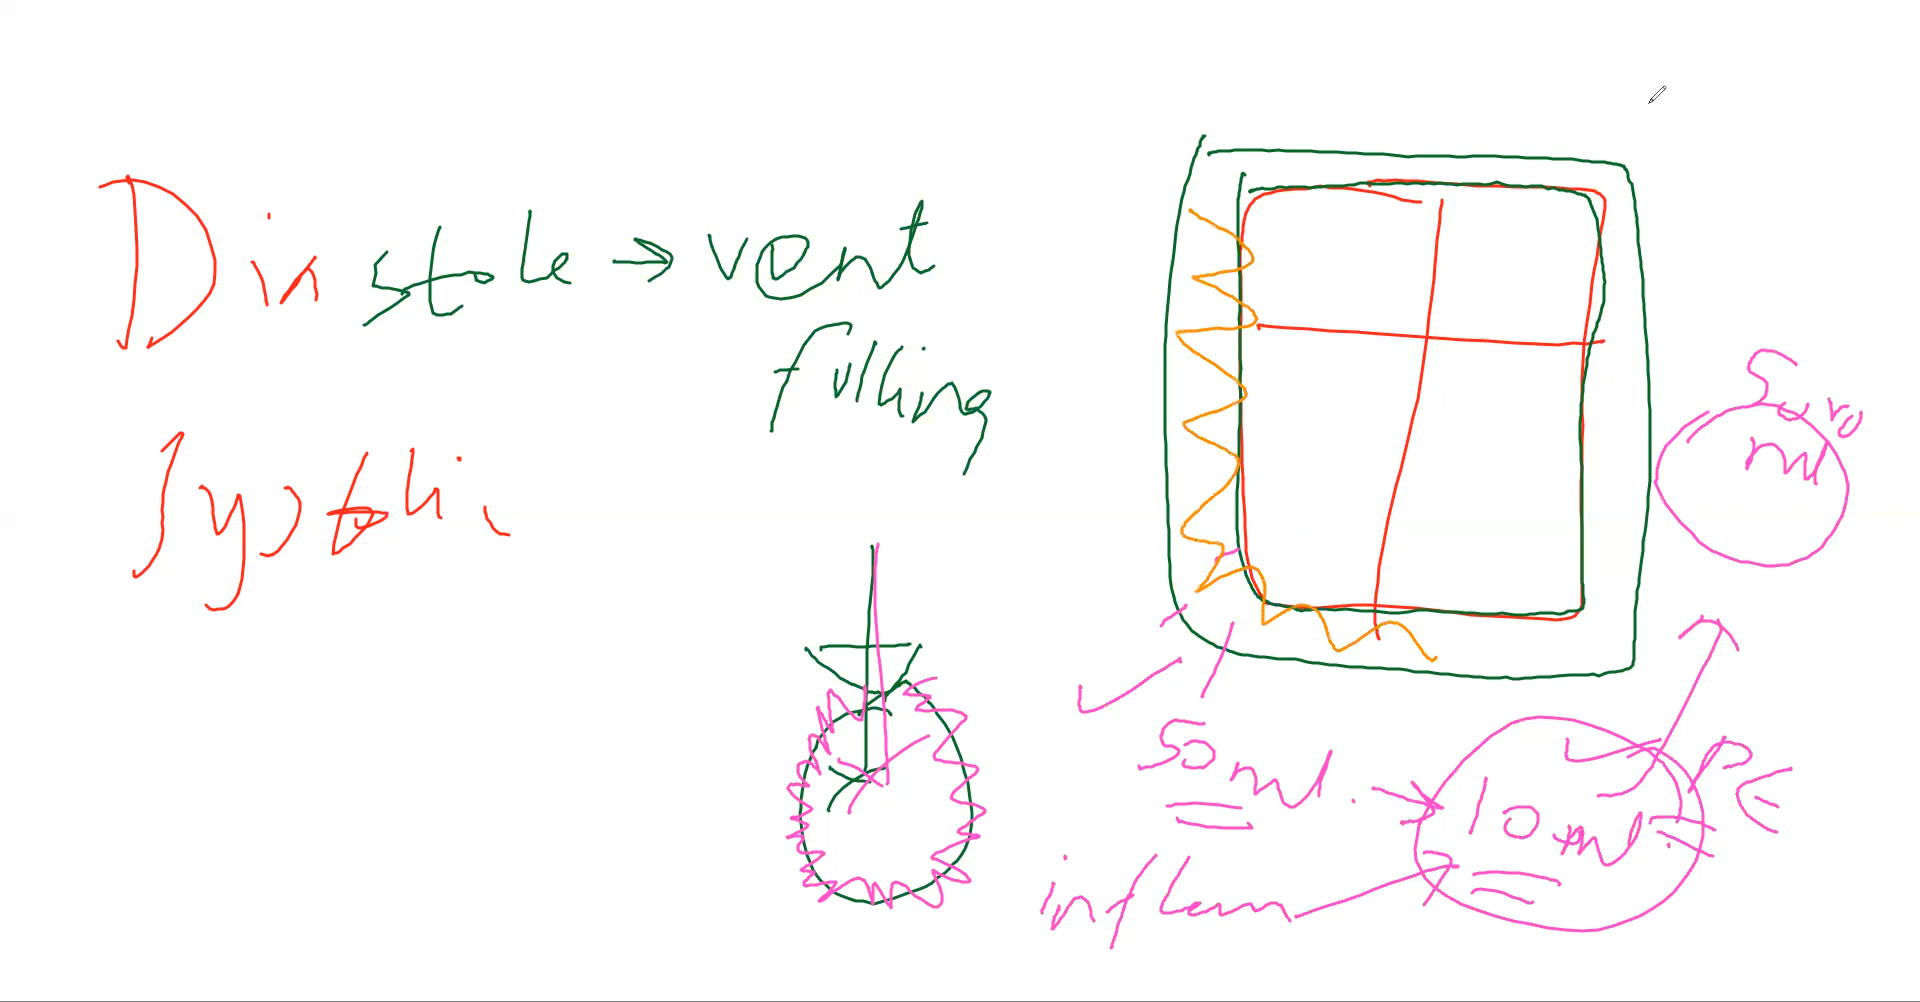 Diastole → vent
filling
Systolic
500
ml
50 ml.
10 ml.
PE
inflam